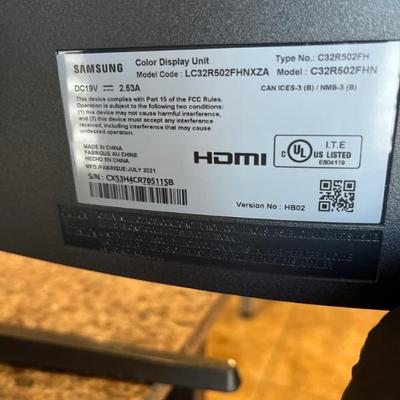 SAMSUNG
Color Display Unit
Type No.: C32R502FH
Model Code : LC32R502FHNXZA Model : C32R502FHN
DC19V 2.53A
CAN ICES-3 (B) / NMB-3 (B)
This device complies with Part 15 of the FCC Rules.
Operation is subject to the following two conditions:
(1) this device may not cause harmful interference,
and (2) this device must accept any interference
received, including interference that may cause
undesired operation.
MADE IN CHINA
FABRIQUÉ AU CHINE
HECHO EN CHINA
MFD./FABRIQUE:JULY 2021
HDMI
c UL US LISTED
I.T.E
E504119
S/N : CX53H4CR705115B
Version No : HB02